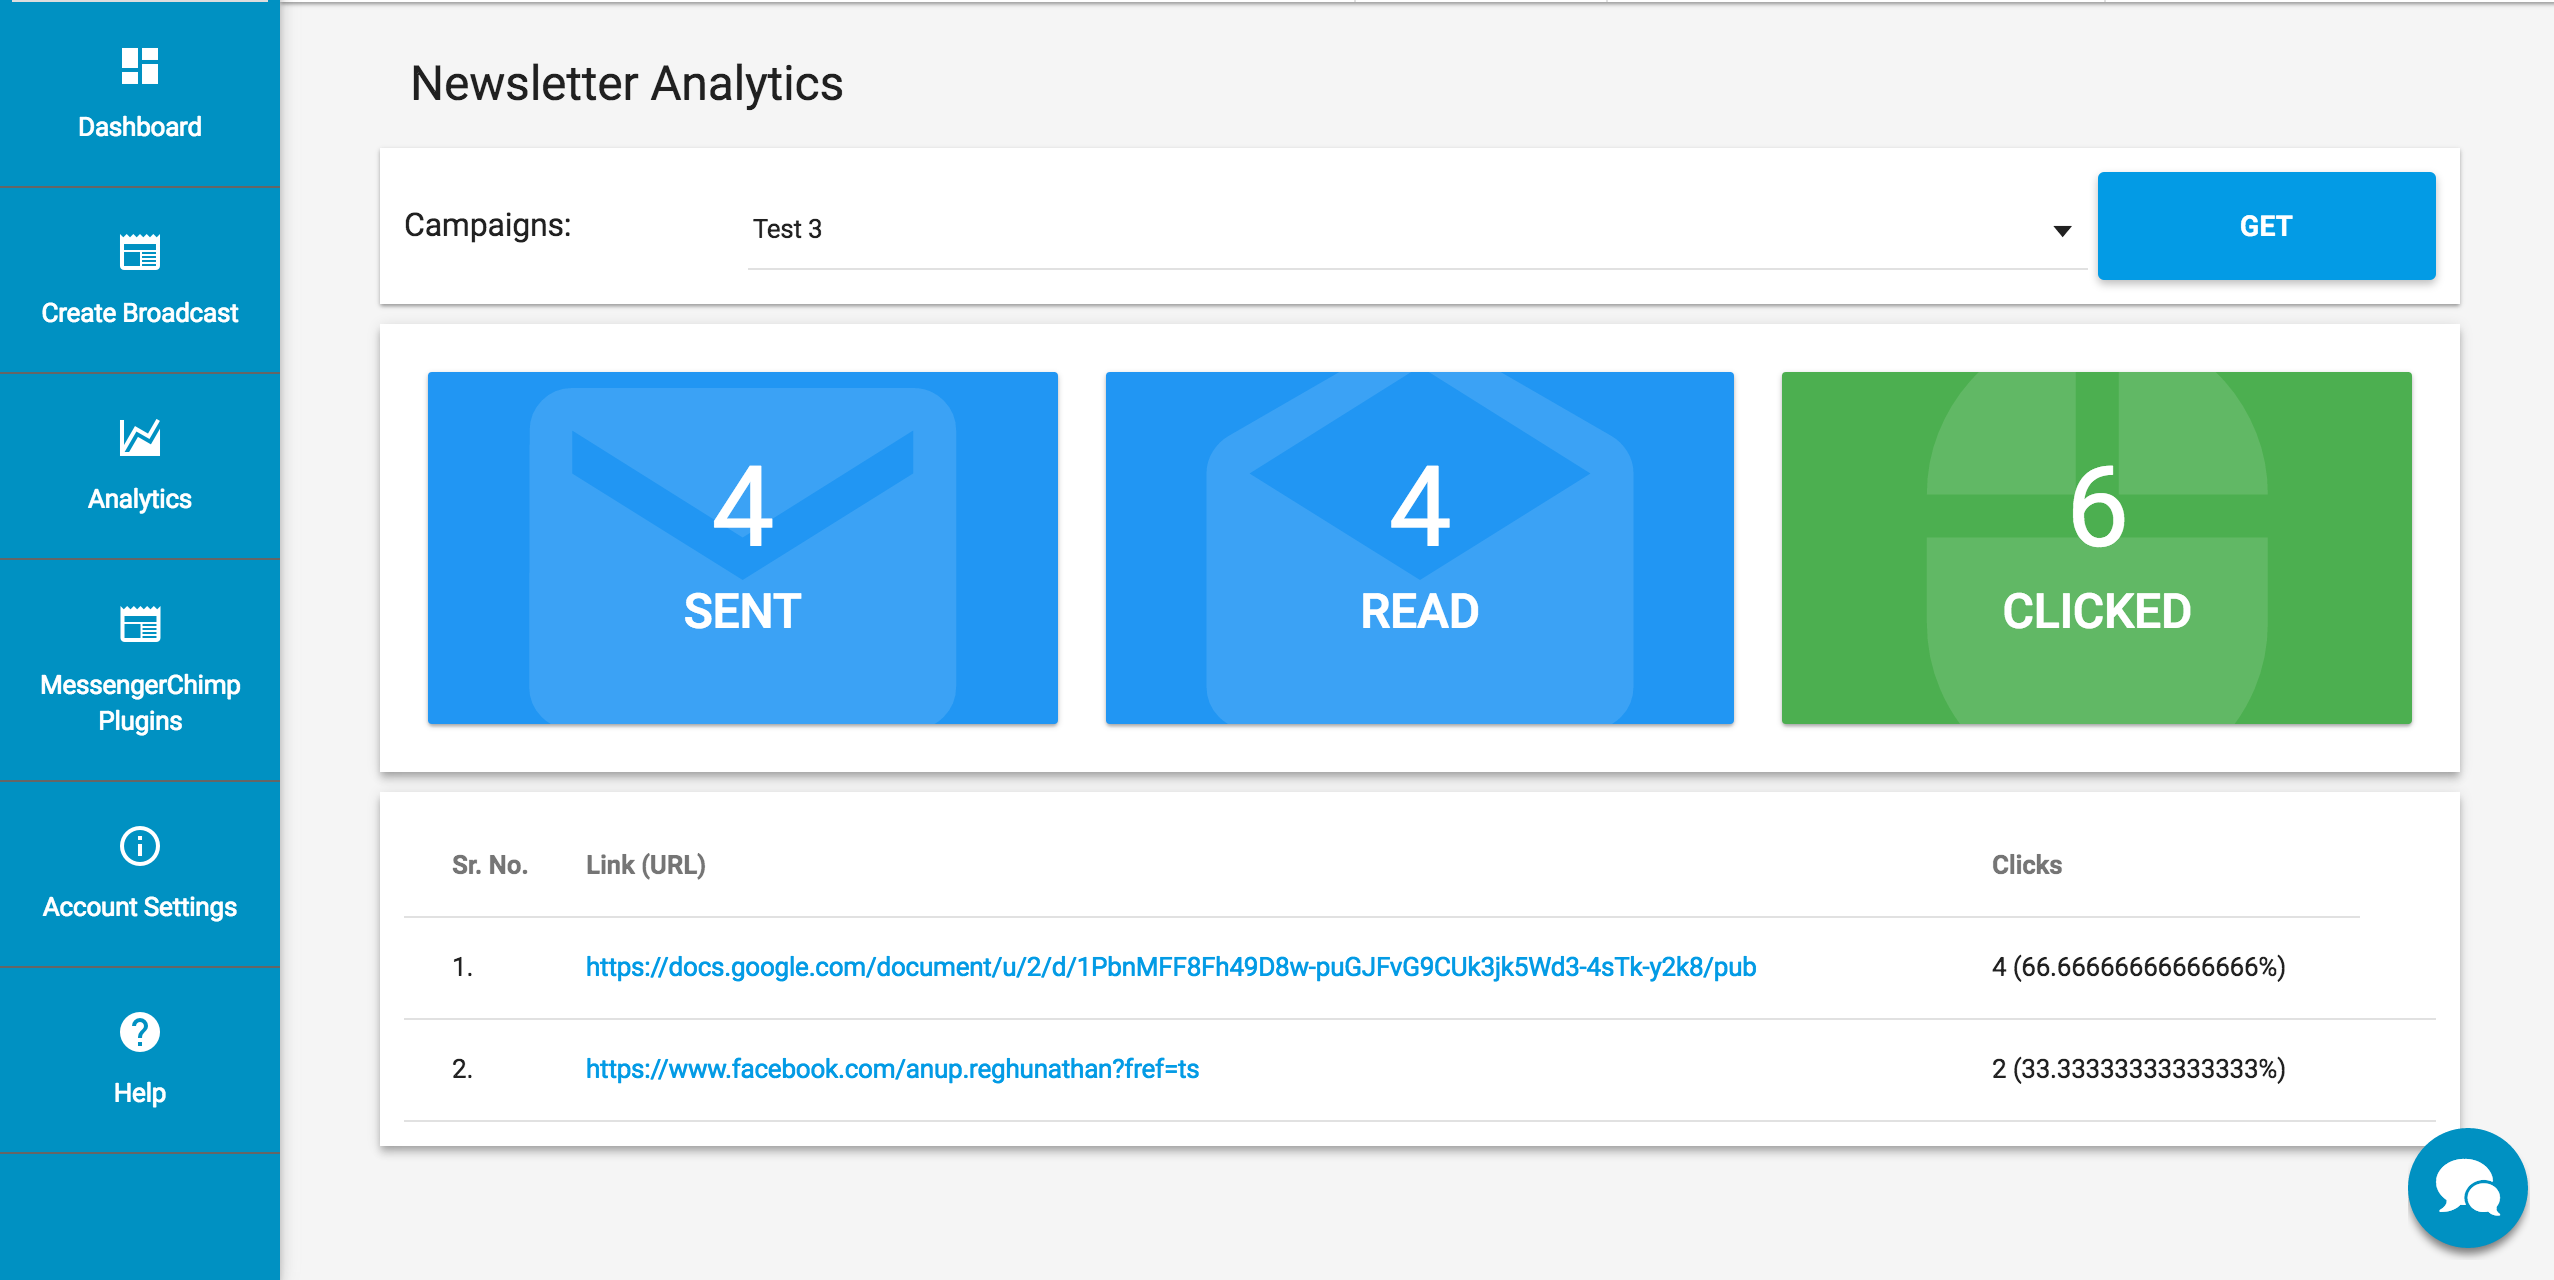 Dashboard
Create Broadcast
Analytics
MessengerChimp
Plugins
Account Settings
Help
Newsletter Analytics
Campaigns: Test 3 GET
4 4 6
SENT READ CLICKED
Sr. No. Link (URL) Clicks
1. https://docs.google.com/document/u/2/d/1PbnMFF8Fh49D8w-puGJFvG9CUk3jk5Wd3-4sTk-y2k8/pub 4 (66.66666666666666%)
2. https://www.facebook.com/anup.reghunathan?fref=ts 2 (33.33333333333333%)